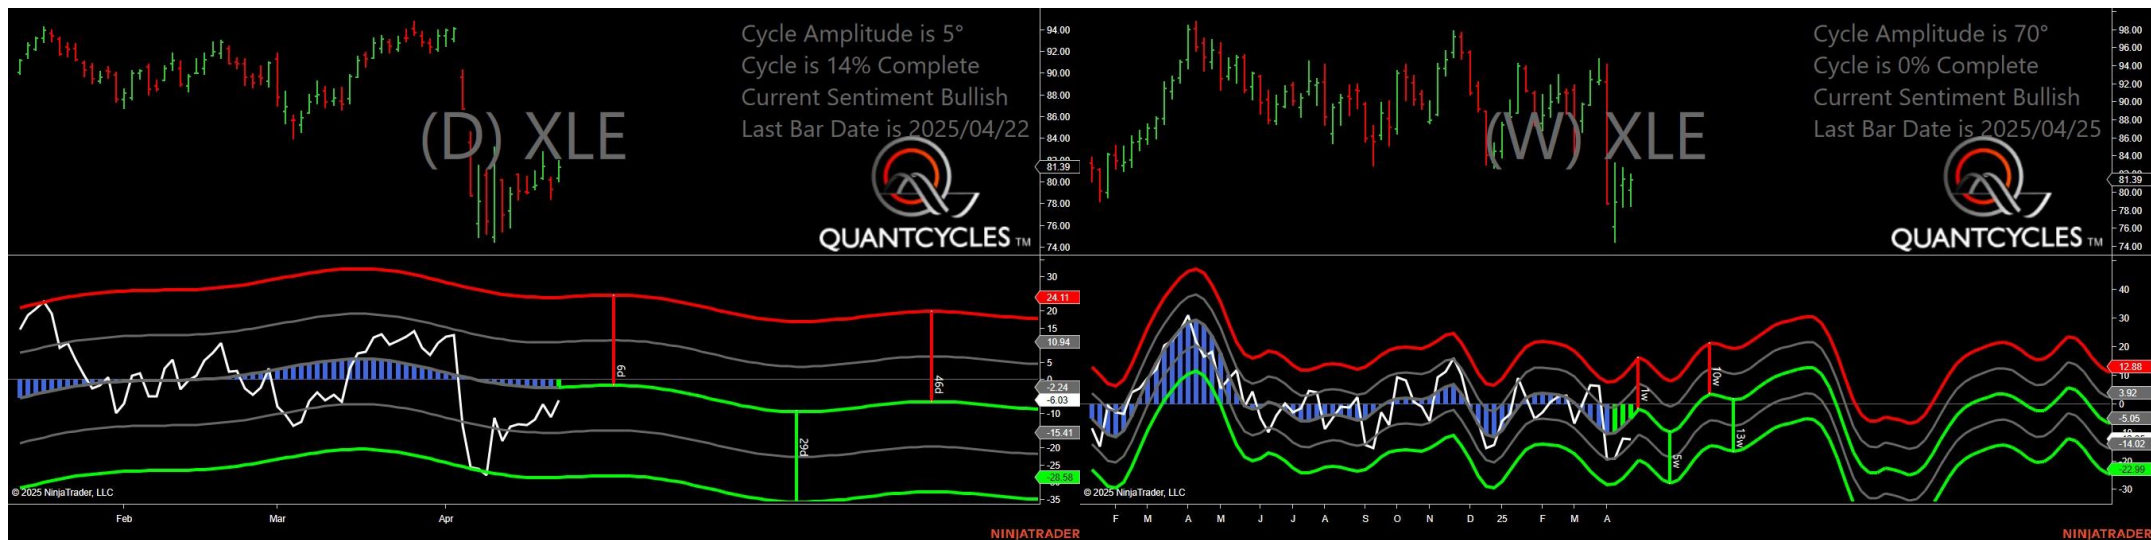 Cycle Amplitude is 5°
Cycle is 14% Complete
Current Sentiment Bullish
Last Bar Date is 2025/04/22
(D) XLE
QUANTCYCLES TM
94.00
92.00
90.00
88.00
86.00
84.00
81.39
80.00
78.00
76.00
74.00
30
24.11
20
15
10.94
5
0
-2.24
-6.03
-10
-15.41
-20
-25
-28.58
-35
6d
29d
46d
© 2025 NinjaTrader, LLC
Feb
Mar
Apr
NINJATRADER
Cycle Amplitude is 70°
Cycle is 0% Complete
Current Sentiment Bullish
Last Bar Date is 2025/04/25
(W) XLE
QUANTCYCLES TM
98.00
96.00
94.00
92.00
90.00
88.00
86.00
84.00
81.39
80.00
78.00
76.00
74.00
40
30
20
12.88
3.92
0
-5.05
-14.02
-20
-22.99
-30
1w
5w
10w
13w
© 2025 NinjaTrader, LLC
F
M
A
M
J
J
A
S
O
N
D
25
F
M
A
NINJATRADER